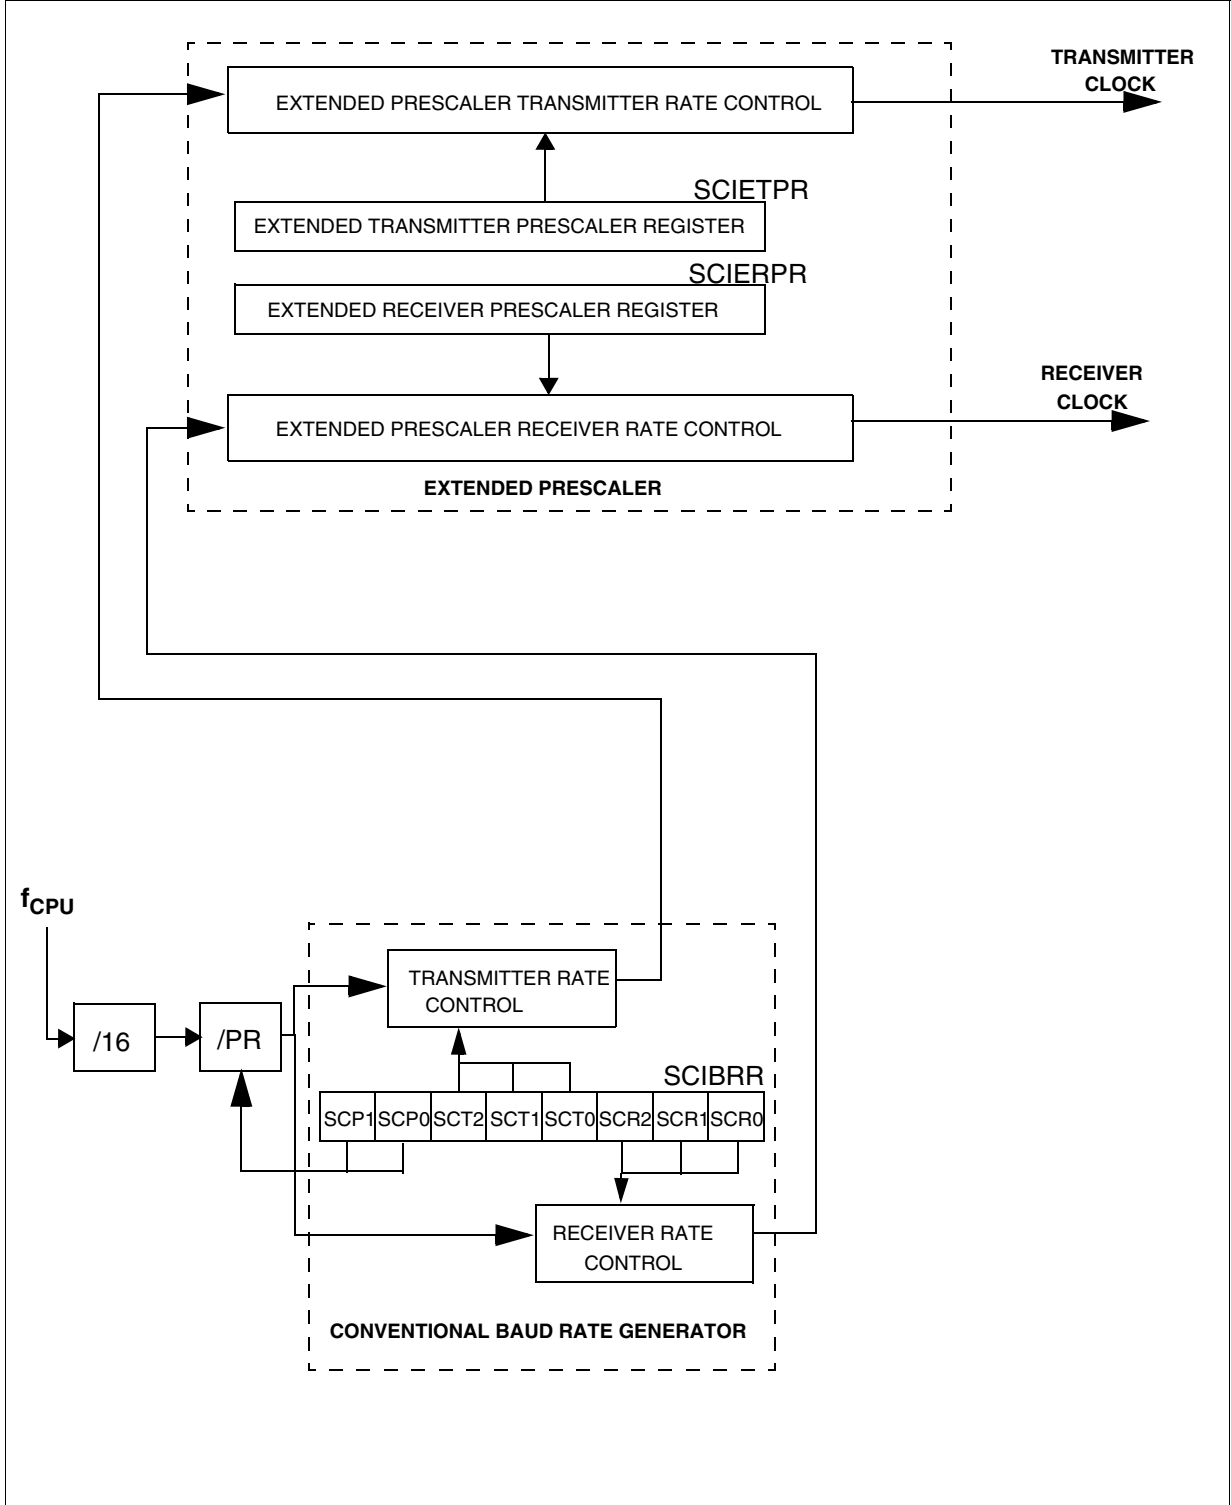 TRANSMITTER
CLOCK
EXTENDED PRESCALER TRANSMITTER RATE CONTROL
SCIETPR
EXTENDED TRANSMITTER PRESCALER REGISTER
SCIERPR
EXTENDED RECEIVER PRESCALER REGISTER
RECEIVER
CLOCK
EXTENDED PRESCALER RECEIVER RATE CONTROL
EXTENDED PRESCALER
fCPU
TRANSMITTER RATE
CONTROL
/16
/PR
SCIBRR
SCP1 SCP0 SCT2 SCT1 SCT0 SCR2 SCR1 SCR0
RECEIVER RATE
CONTROL
CONVENTIONAL BAUD RATE GENERATOR